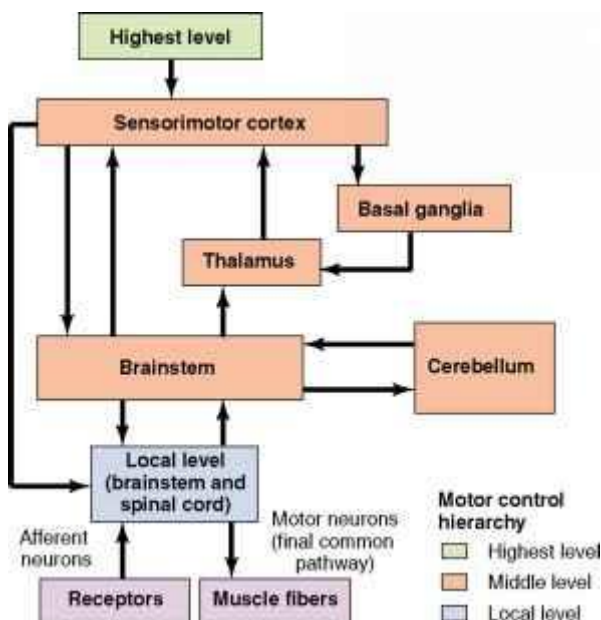 Highest level
Sensorimotor cortex
Basal ganglia
Thalamus
Brainstem
Cerebellum
Local level
(brainstem and
spinal cord)
Afferent
neurons
Motor neurons
(final common
pathway)
Receptors
Muscle fibers
Motor control
hierarchy
Highest level
Middle level
Local level